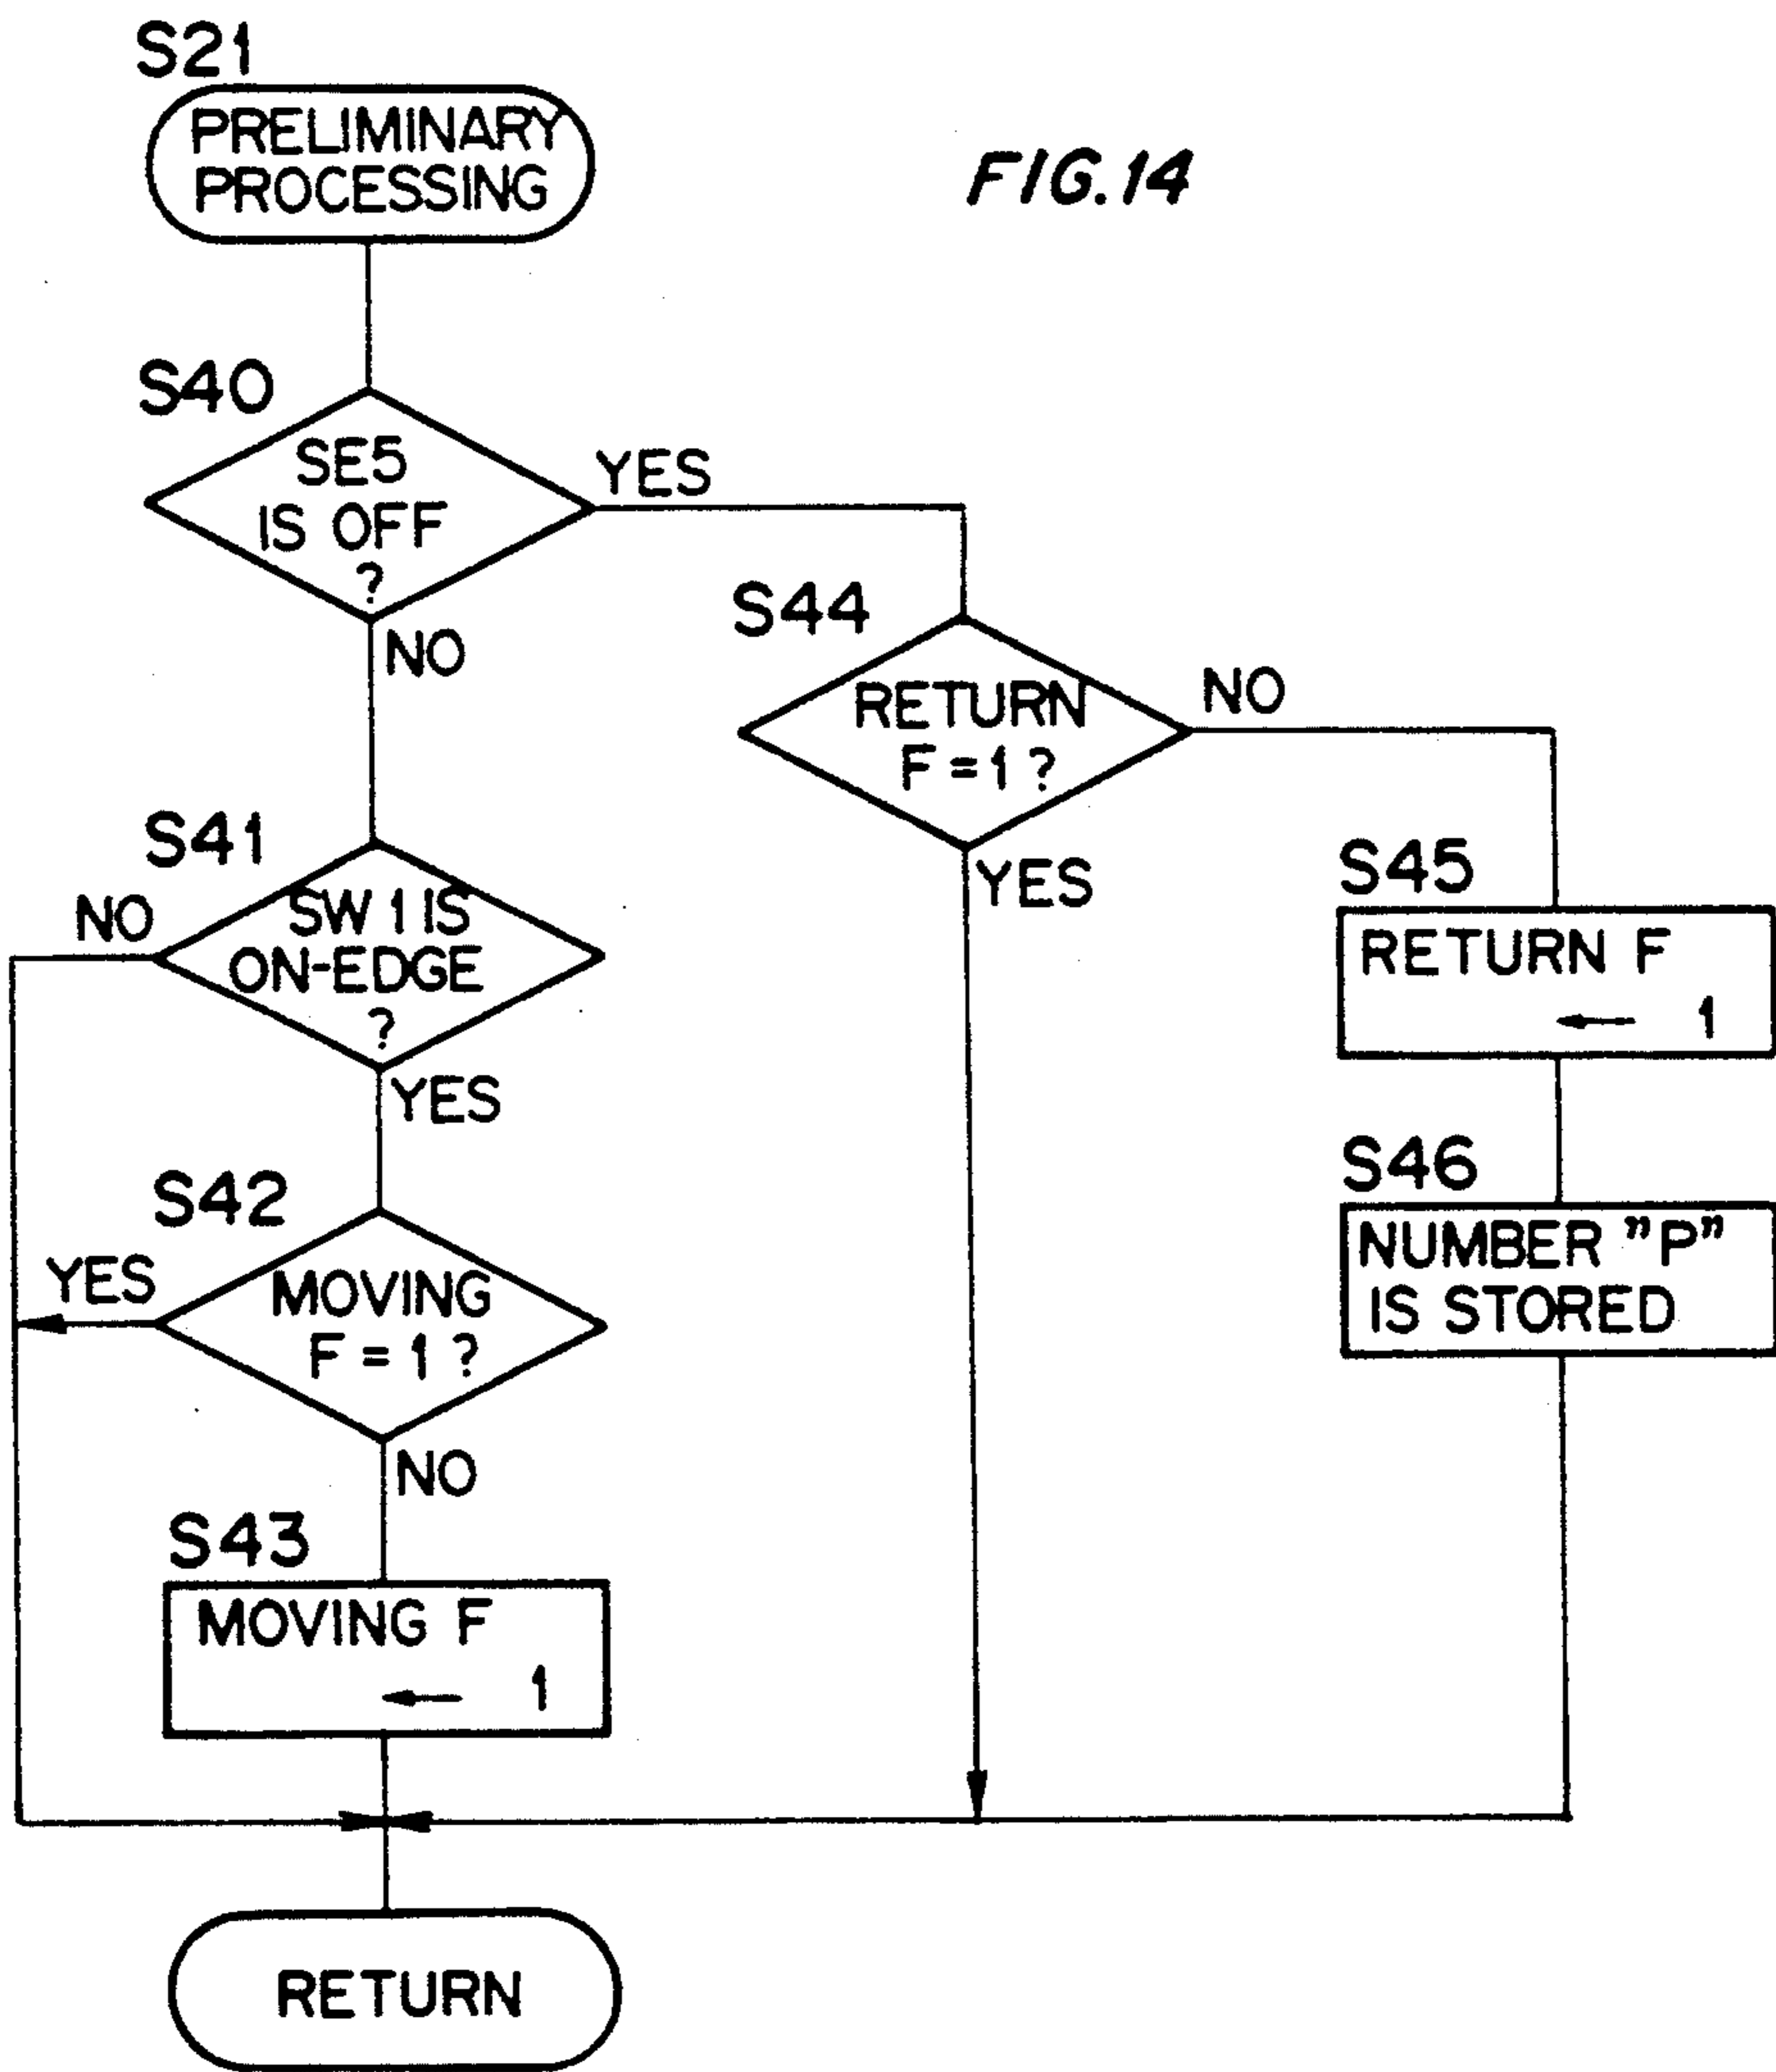 S21
PRELIMINARY
PROCESSING
FIG.14
S40
SE5
IS OFF
?
YES
NO
S44
RETURN
F=1?
NO
YES
S41
NO
SW1 IS
ON-EDGE
?
YES
S45
RETURN F
← 1
S42
YES
MOVING
F=1?
NO
S46
NUMBER "P"
IS STORED
S43
MOVING F
← 1
RETURN